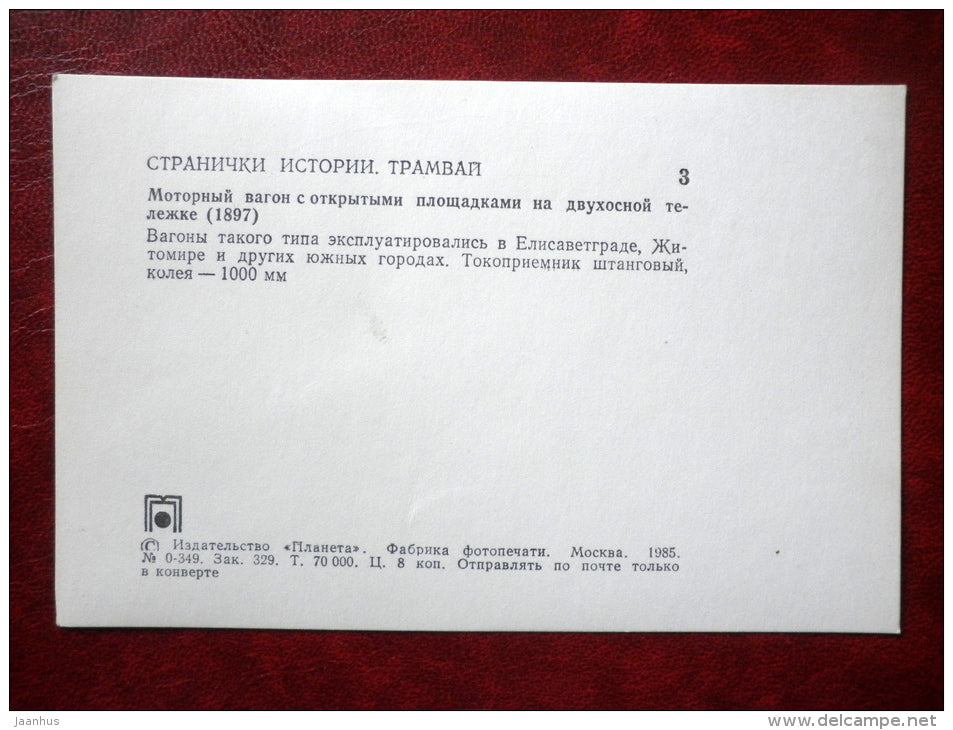 СТРАНИЧКИ ИСТОРИИ. ТРАМВАЙ
3
Моторный вагон с открытыми площадками на двухосной те-
лежке (1897)
Вагоны такого типа эксплуатировались в Елисаветграде, Жи-
томире и других южных городах. Токоприемник штанговый,
колея — 1000 мм
© Издательство «Планета». Фабрика фотопечати. Москва. 1985.
№ 0-349. Зак. 329. Т. 70 000. Ц. 8 коп. Отправлять по почте только
в конверте
jaanhus
www.delcampe.net